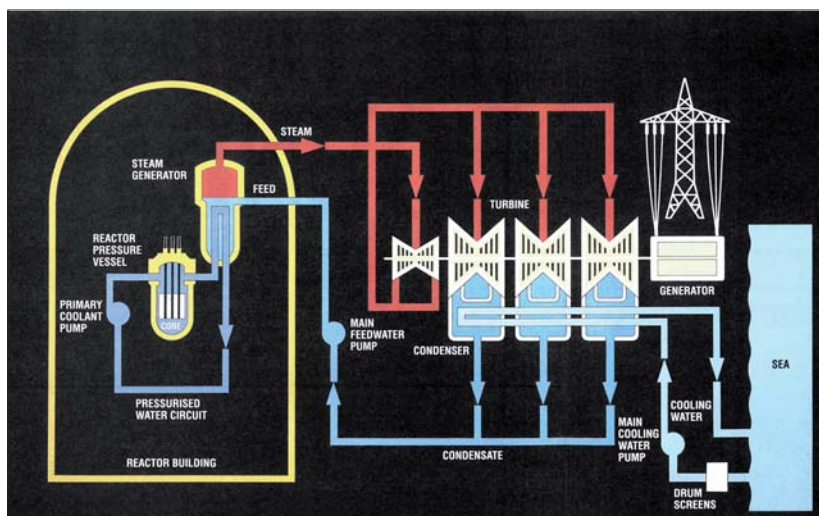 STEAM
STEAM
GENERATOR
FEED
TURBINE
REACTOR
PRESSURE
VESSEL
GENERATOR
PRIMARY
COOLANT
PUMP
CORE
MAIN
FEEDWATER
PUMP
CONDENSER
SEA
PRESSURISED
WATER CIRCUIT
COOLING
WATER
MAIN
COOLING
WATER
PUMP
CONDENSATE
REACTOR BUILDING
DRUM
SCREENS